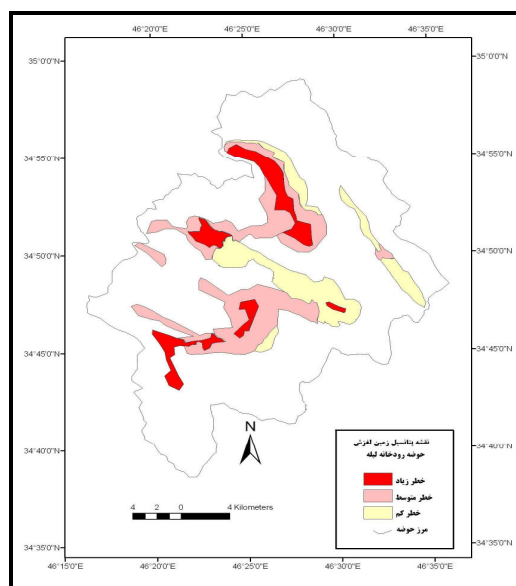 46°20'0"E 46°25'0"E 46°30'0"E 46°35'0"E
35°0'0"N 35°0'0"N
34°55'0"N 34°55'0"N
34°50'0"N 34°50'0"N
34°45'0"N 34°45'0"N
34°40'0"N 34°40'0"N
34°35'0"N 34°35'0"N
N
4 2 0 4 Kilometers
نقشه پتانسیل زمین لغزشی
حوضه رودخانه لیله
خطر زیاد
خطر متوسط
خطر کم
مرز حوضه
46°15'0"E 46°20'0"E 46°25'0"E 46°30'0"E 46°35'0"E